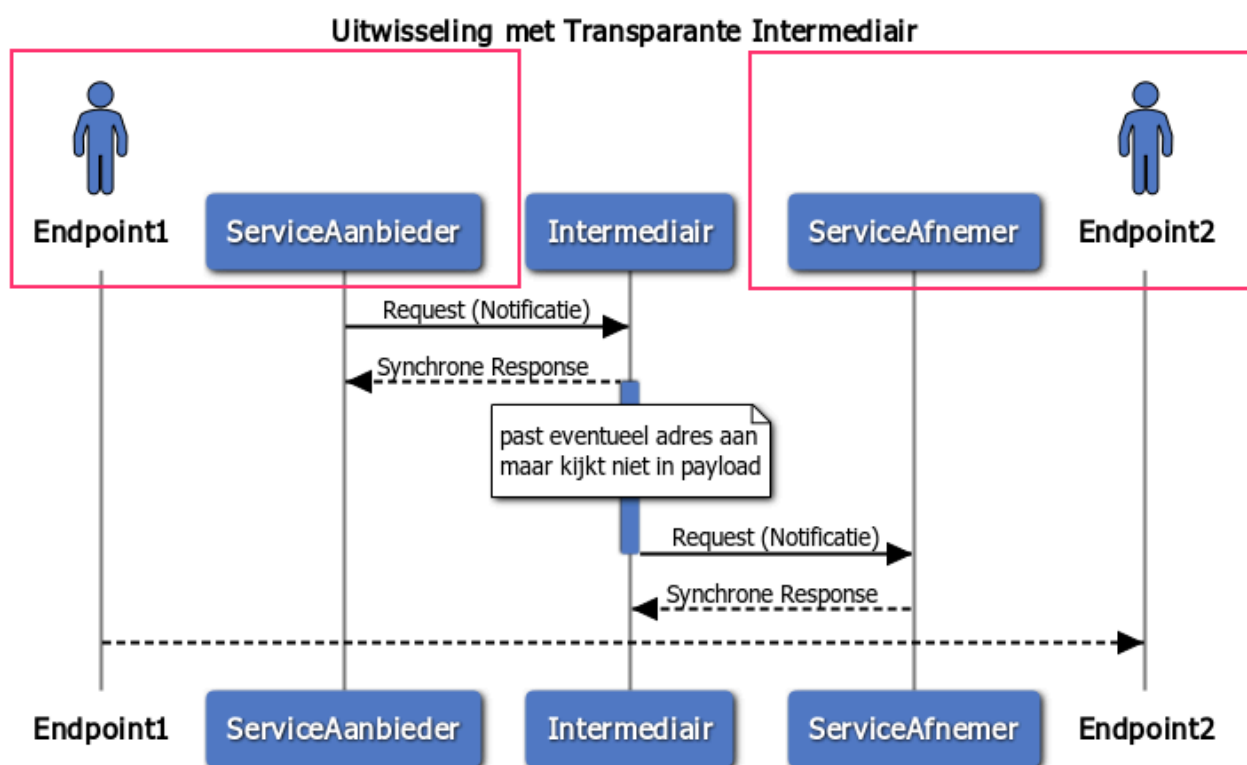 Uitwisseling met Transparante Intermediair
Endpoint1
ServiceAanbieder
Intermediair
ServiceAfnemer
Endpoint2
Request (Notificatie)
Synchrone Response
past eventueel adres aan
maar kijkt niet in payload
Request (Notificatie)
Synchrone Response
Endpoint1
ServiceAanbieder
Intermediair
ServiceAfnemer
Endpoint2